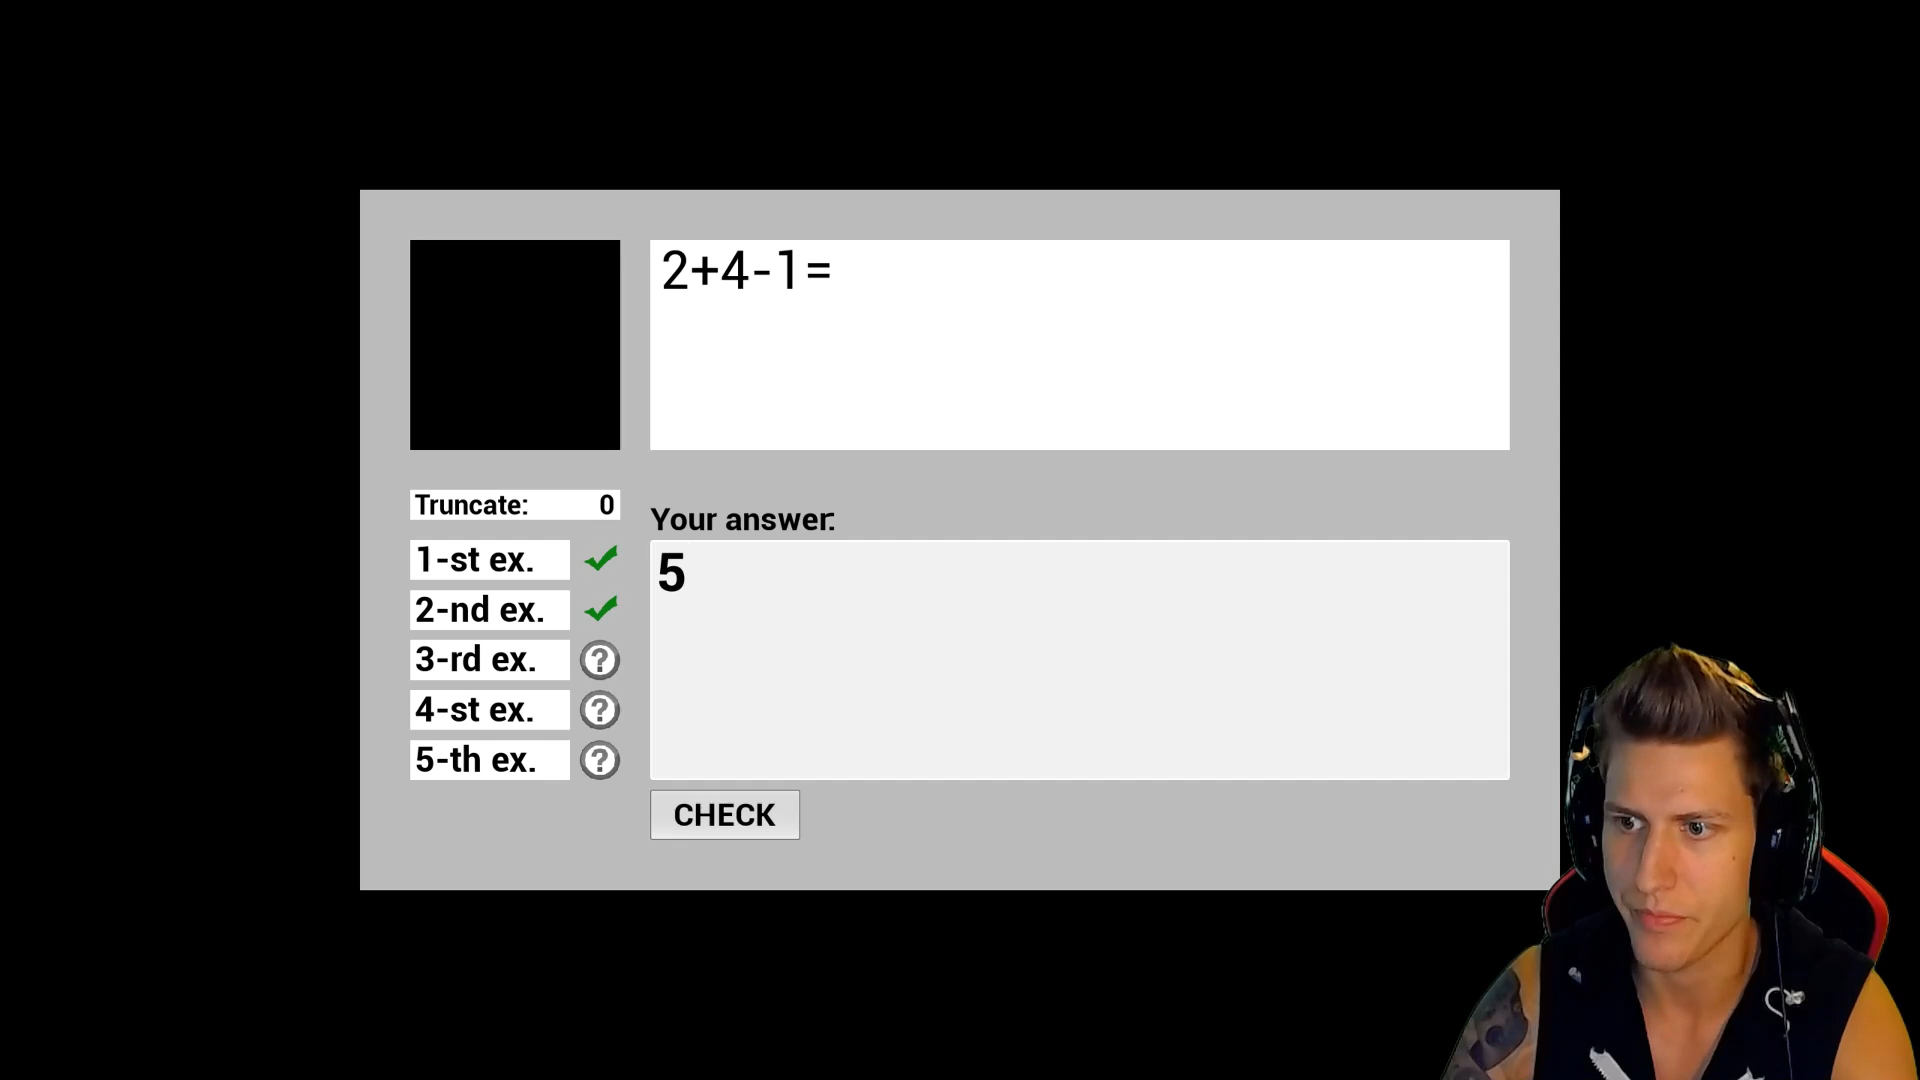 2+4-1=
Truncate: 0
Your answer:
5
1-st ex.
2-nd ex.
3-rd ex.
?
4-st ex.
?
5-th ex.
?
CHECK